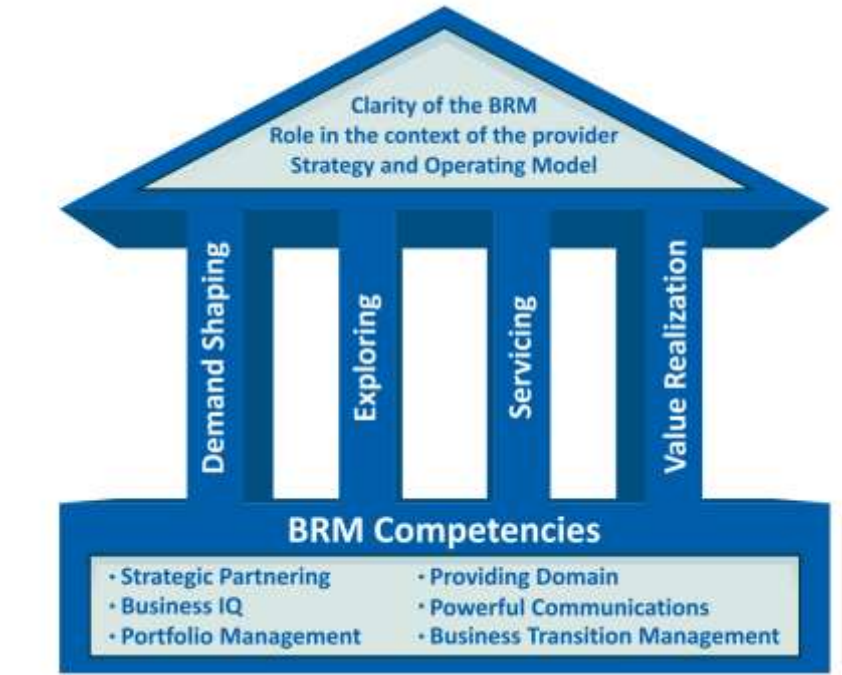 Clarity of the BRM
Role in the context of the provider
Strategy and Operating Model
Demand Shaping
Exploring
Servicing
Value Realization
BRM Competencies
· Strategic Partnering
· Business IQ
· Portfolio Management
· Providing Domain
· Powerful Communications
· Business Transition Management